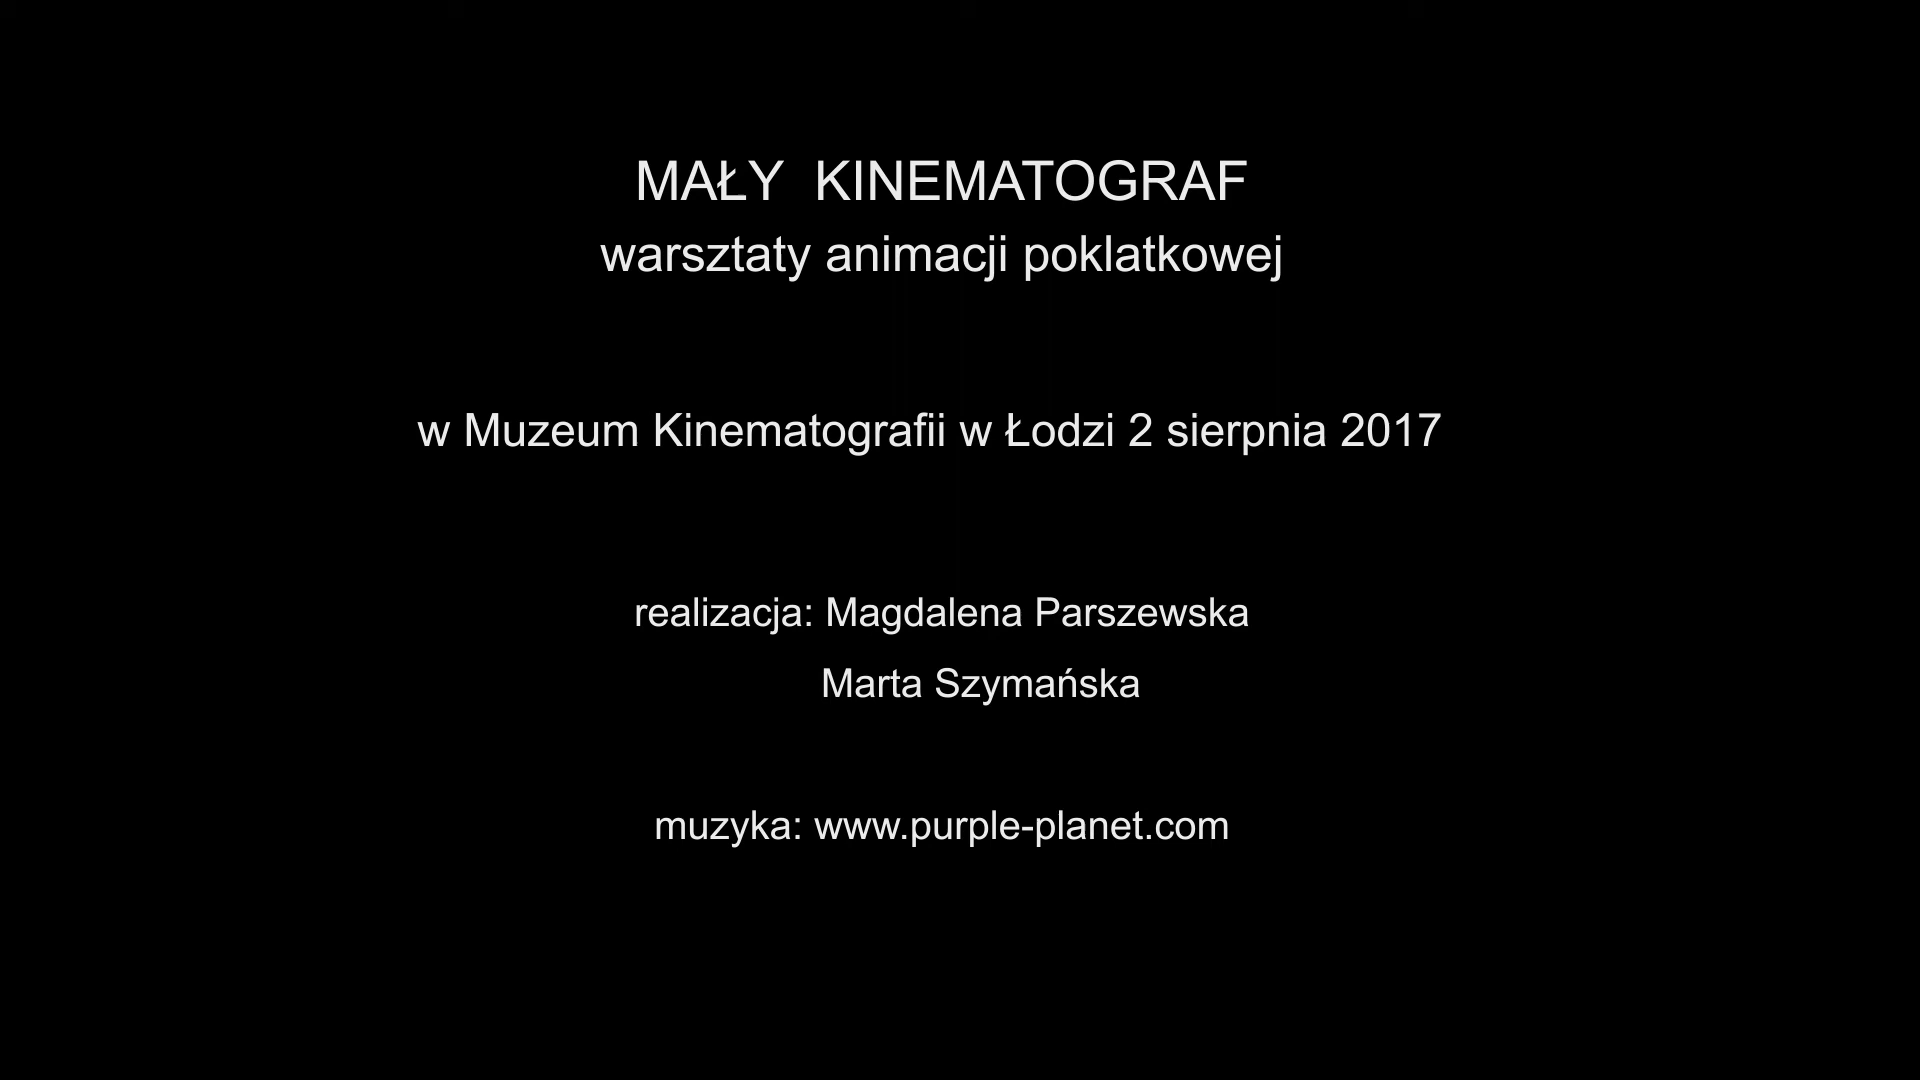 MAŁY KINEMATOGRAF
warsztaty animacji poklatkowej
w Muzeum Kinematografii w Łodzi 2 sierpnia 2017
realizacja: Magdalena Parszewska
Marta Szymańska
muzyka: www.purple-planet.com